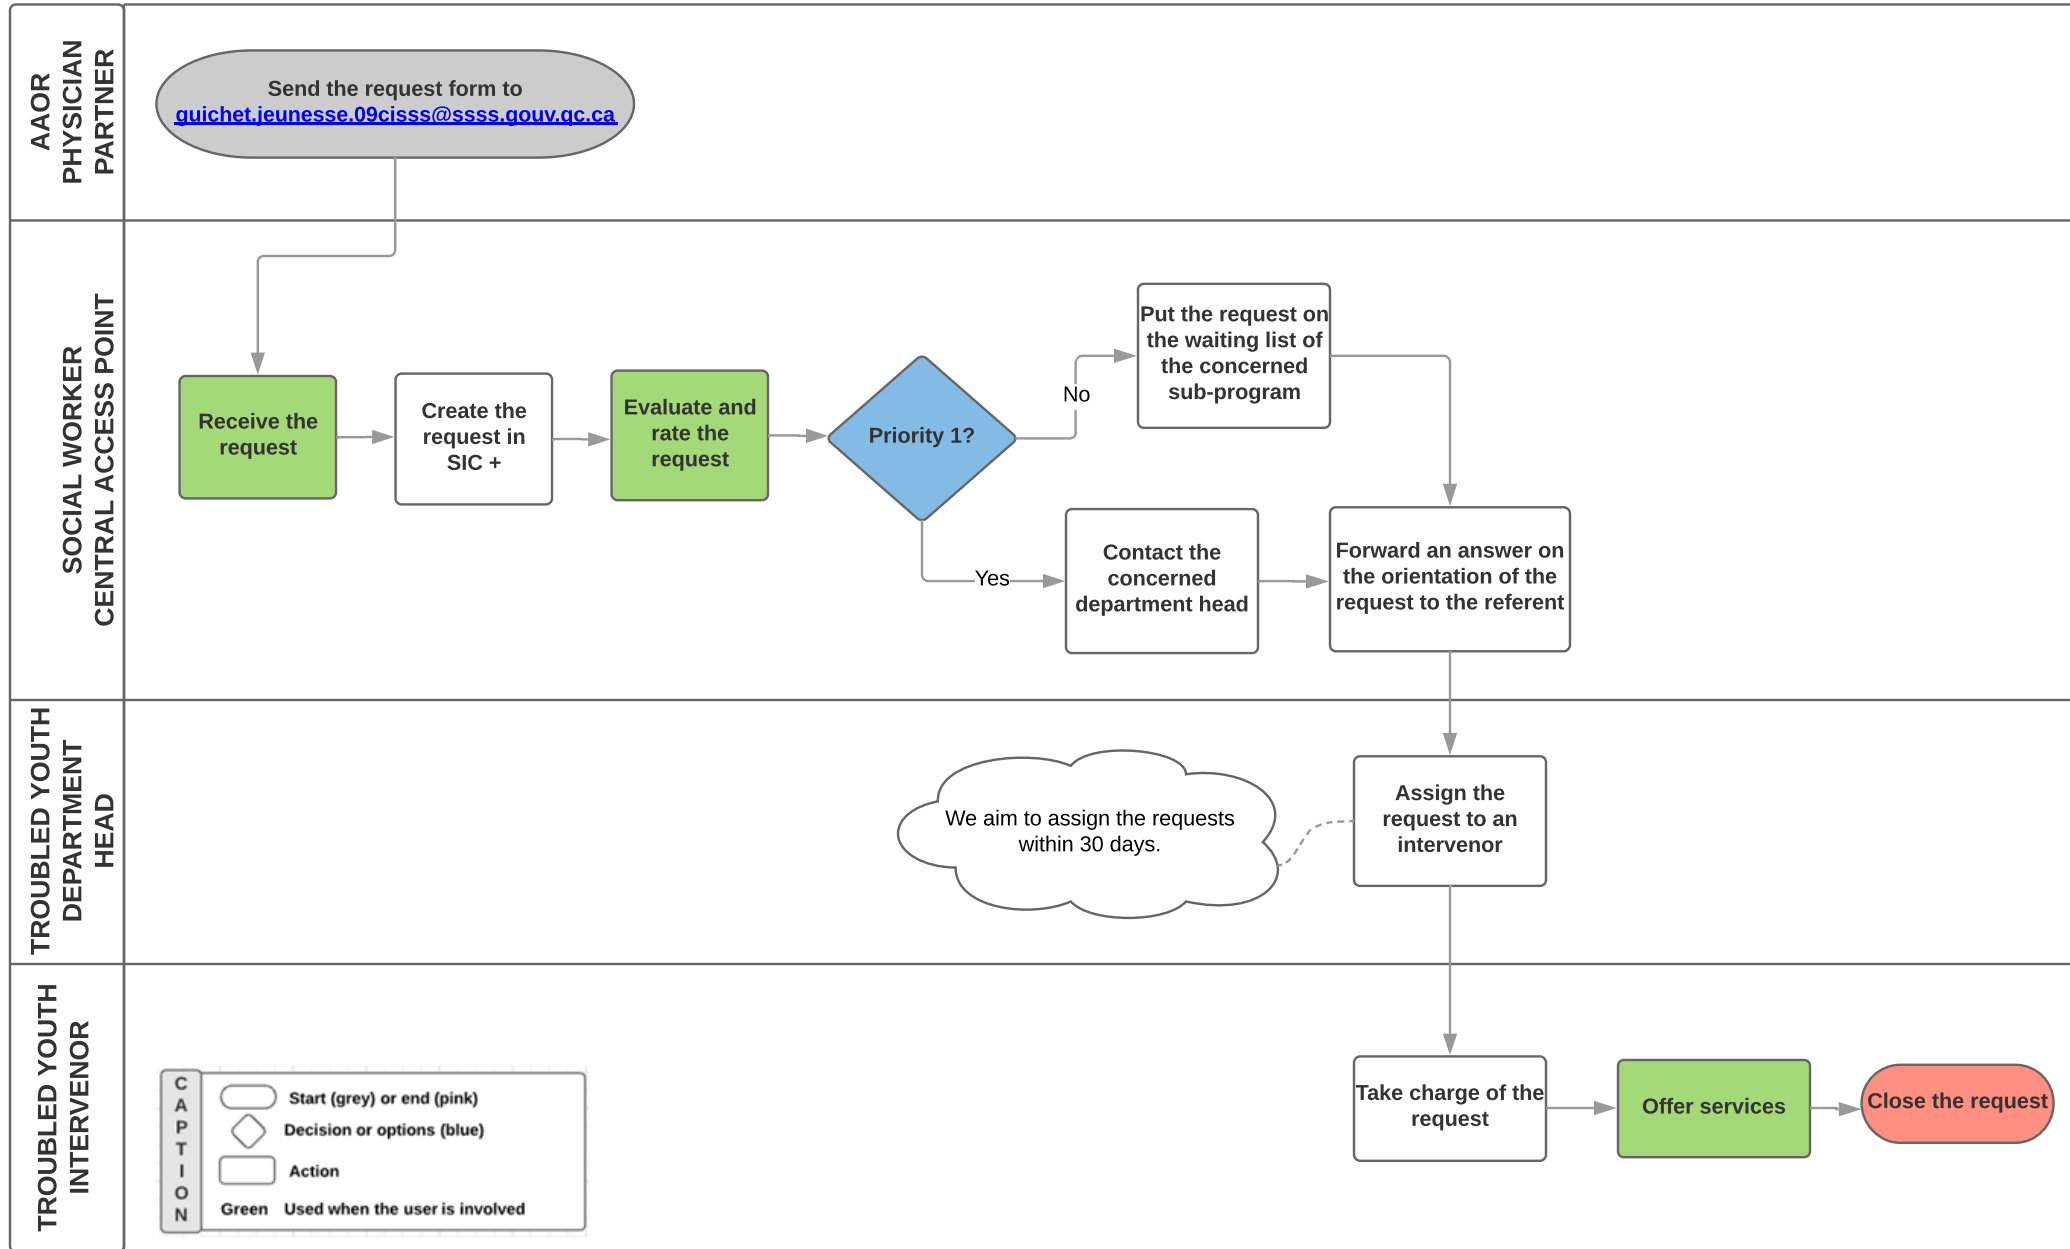 AAOR
PHYSICIAN
PARTNER
Send the request form to
guichet.jeunesse.09cisss@ssss.gouv.qc.ca
SOCIAL WORKER
CENTRAL ACCESS POINT
Receive the
request
Create the
request in
SIC +
Evaluate and
rate the
request
Priority 1?
No
Put the request on
the waiting list of
the concerned
sub-program
Yes
Contact the
concerned
department head
Forward an answer on
the orientation of the
request to the referent
TROUBLED YOUTH
DEPARTMENT
HEAD
We aim to assign the requests
within 30 days.
Assign the
request to an
intervenor
TROUBLED YOUTH
INTERVENOR
Take charge of the
request
Offer services
Close the request
CAPTION
Start (grey) or end (pink)
Decision or options (blue)
Action
Green Used when the user is involved